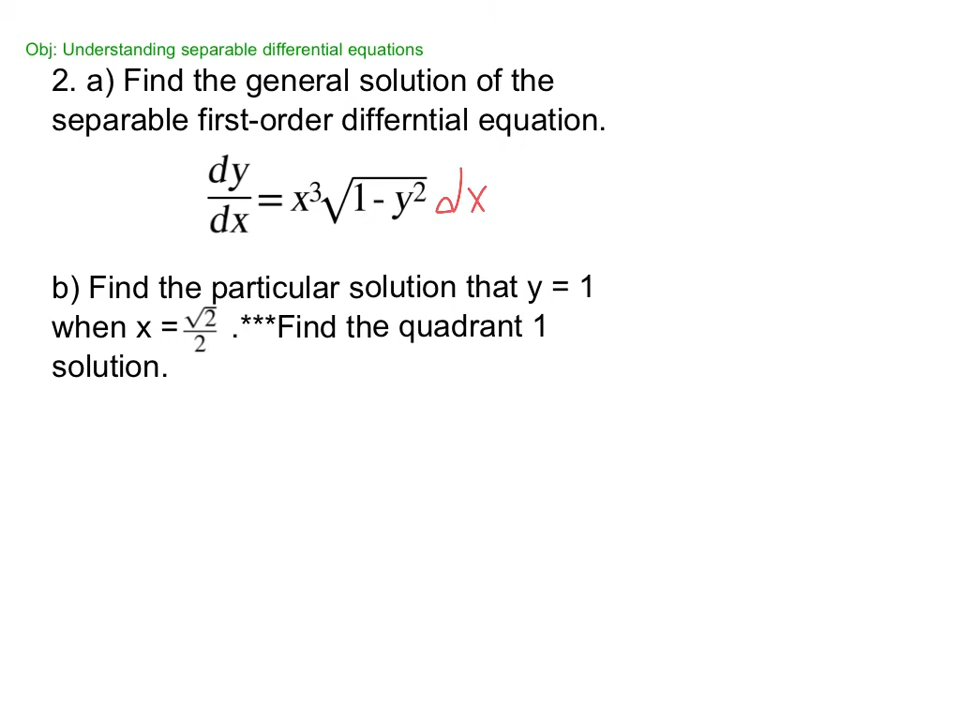 Obj: Understanding separable differential equations
2. a) Find the general solution of the
separable first-order differntial equation.
dy/dx = x³√(1 - y²) dx
b) Find the particular solution that y = 1
when x = √2/2 .***Find the quadrant 1
solution.